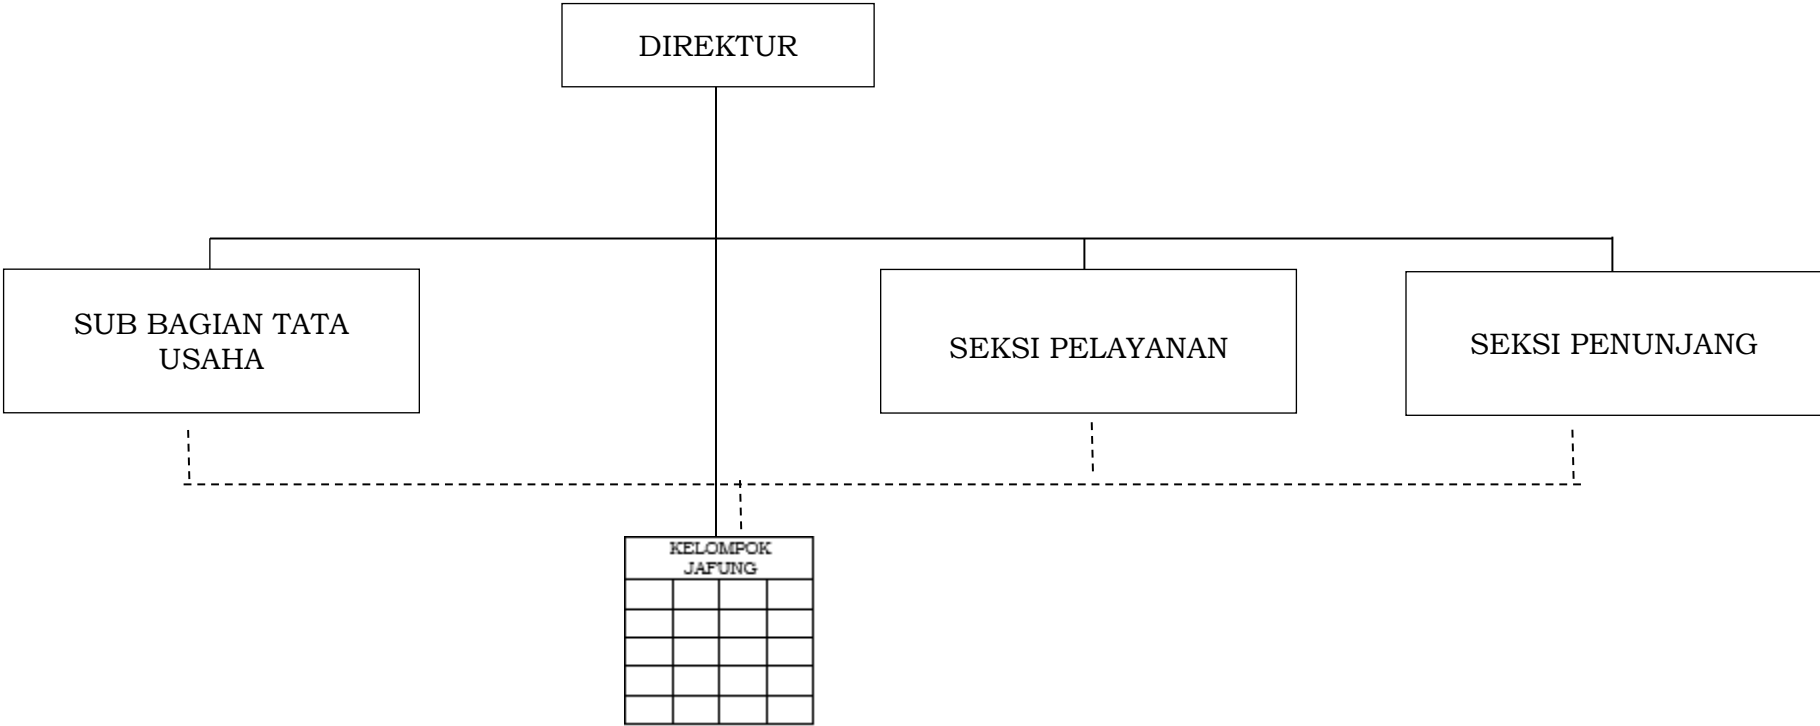 DIREKTUR
SUB BAGIAN TATA
USAHA
SEKSI PELAYANAN
SEKSI PENUNJANG
KELOMPOK
JAFUNG